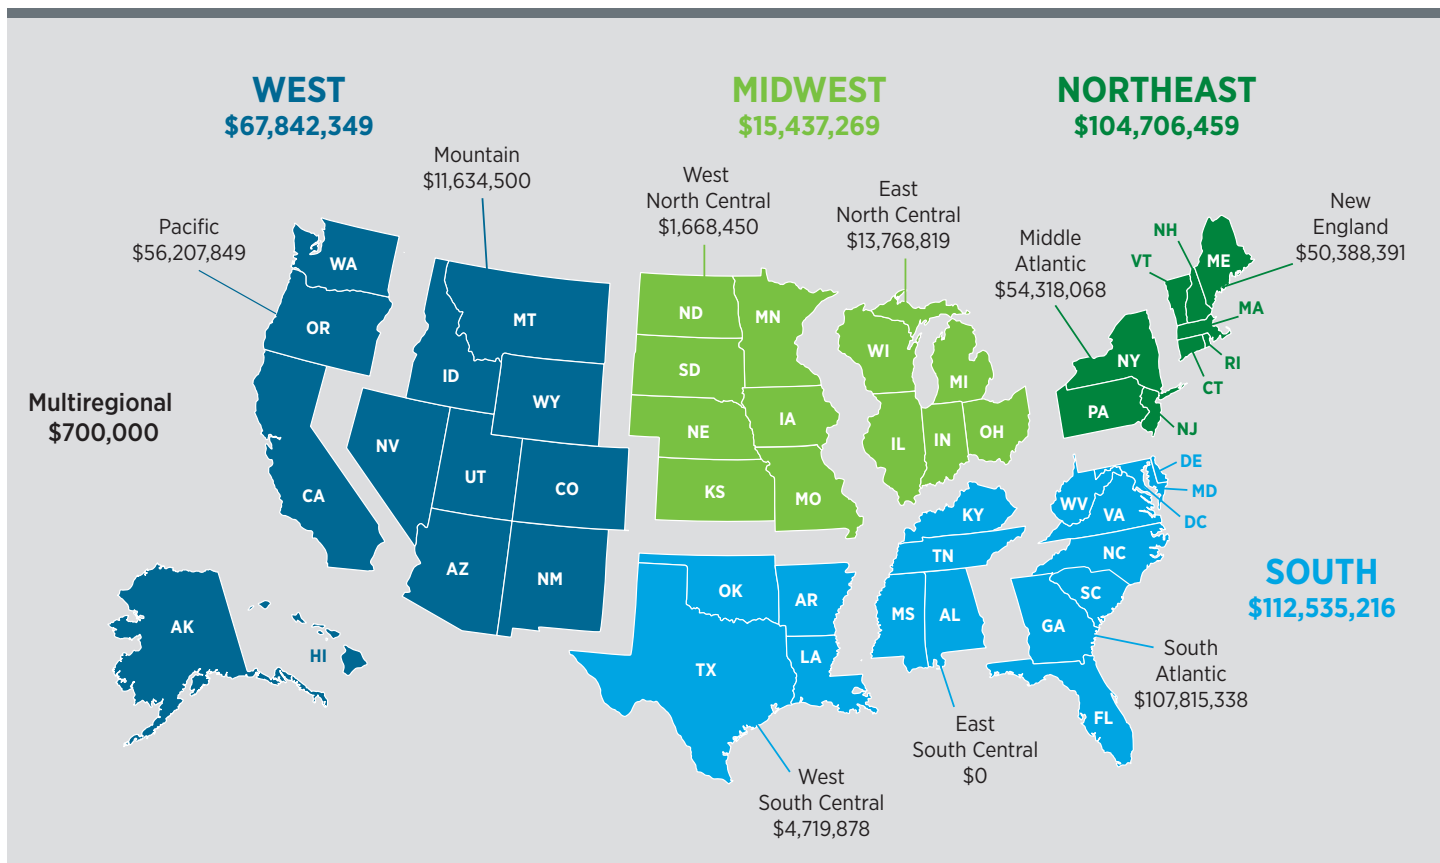 WEST
$67,842,349
MIDWEST
$15,437,269
NORTHEAST
$104,706,459
Mountain
$11,634,500
Pacific
$56,207,849
West
North Central
$1,668,450
East
North Central
$13,768,819
Middle
Atlantic
$54,318,068
New
England
$50,388,391
Multiregional
$700,000
WA
OR
CA
NV
ID
MT
WY
UT
CO
AZ
NM
AK
HI
ND
SD
NE
KS
MN
IA
MO
WI
MI
IL
IN
OH
NH
VT
ME
MA
RI
CT
NY
PA
NJ
DE
MD
DC
WV
VA
KY
TN
NC
SC
GA
FL
MS
AL
OK
AR
LA
TX
SOUTH
$112,535,216
South
Atlantic
$107,815,338
East
South Central
$0
West
South Central
$4,719,878